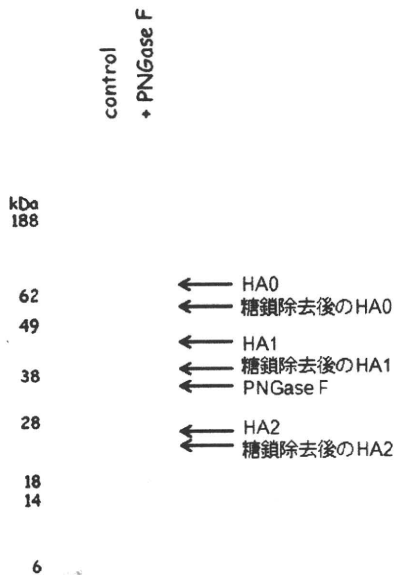 control
+ PNGase F
kDa
188
62
49
38
28
18
14
6
HA0
糖鎖除去後のHA0
HA1
糖鎖除去後のHA1
PNGase F
HA2
糖鎖除去後のHA2